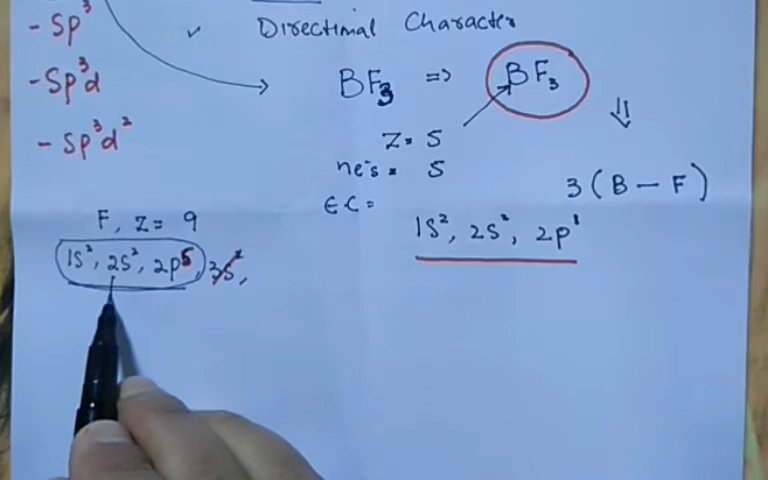 - Sp³
✓ Directional Character
- Sp³d
BF₃ => BF₃
- Sp³d²
Z = 5
ne's = 5
3 (B — F)
EC =
1S², 2S², 2p¹
F, Z = 9
1S², 2S², 2p⁵, 3S²,